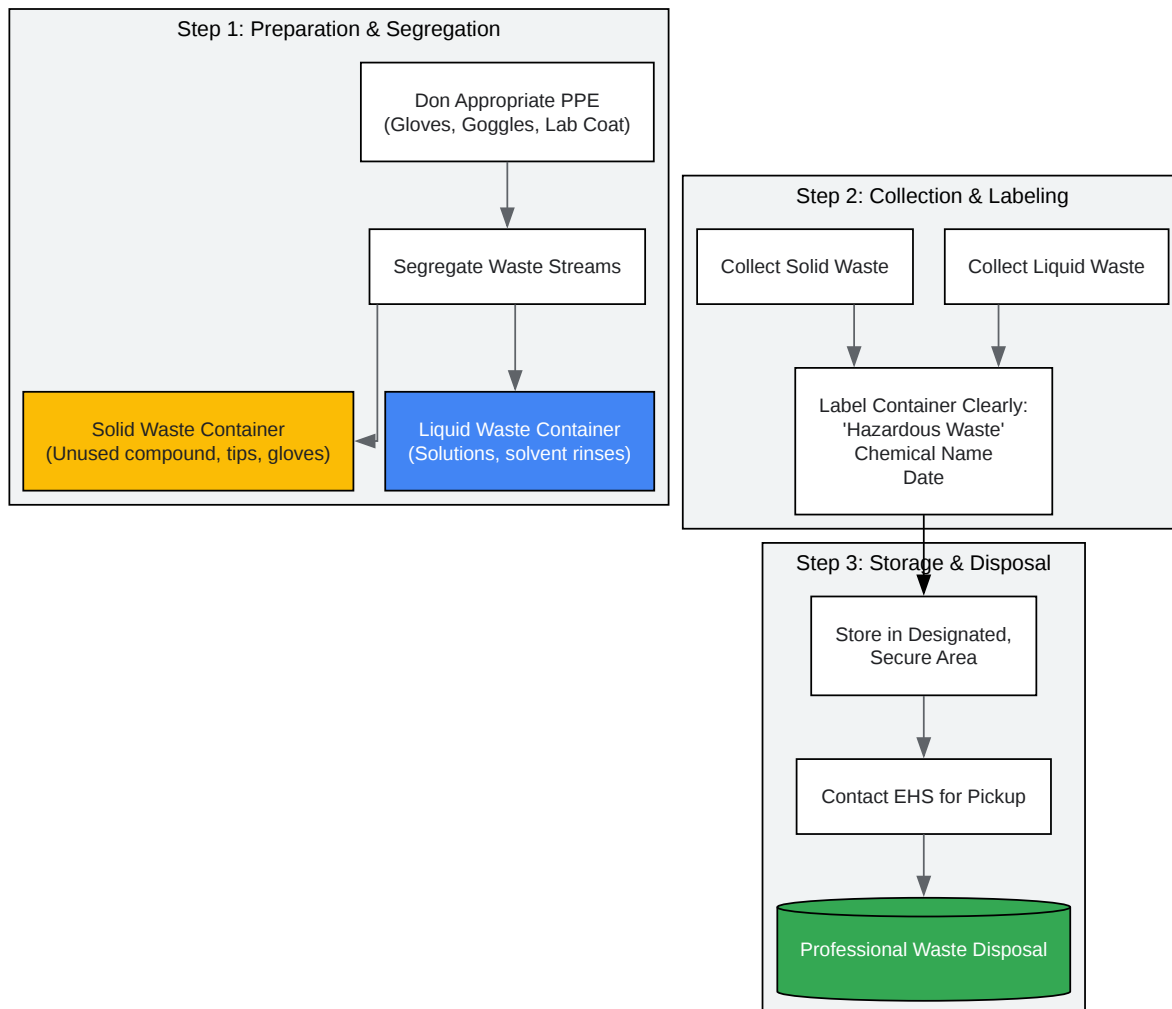 Step 1: Preparation & Segregation
Don Appropriate PPE
(Gloves, Goggles, Lab Coat)
Segregate Waste Streams
Solid Waste Container
(Unused compound, tips, gloves)
Liquid Waste Container
(Solutions, solvent rinses)
Step 2: Collection & Labeling
Collect Solid Waste
Collect Liquid Waste
Label Container Clearly:
'Hazardous Waste'
Chemical Name
Date
Step 3: Storage & Disposal
Store in Designated,
Secure Area
Contact EHS for Pickup
Professional Waste Disposal